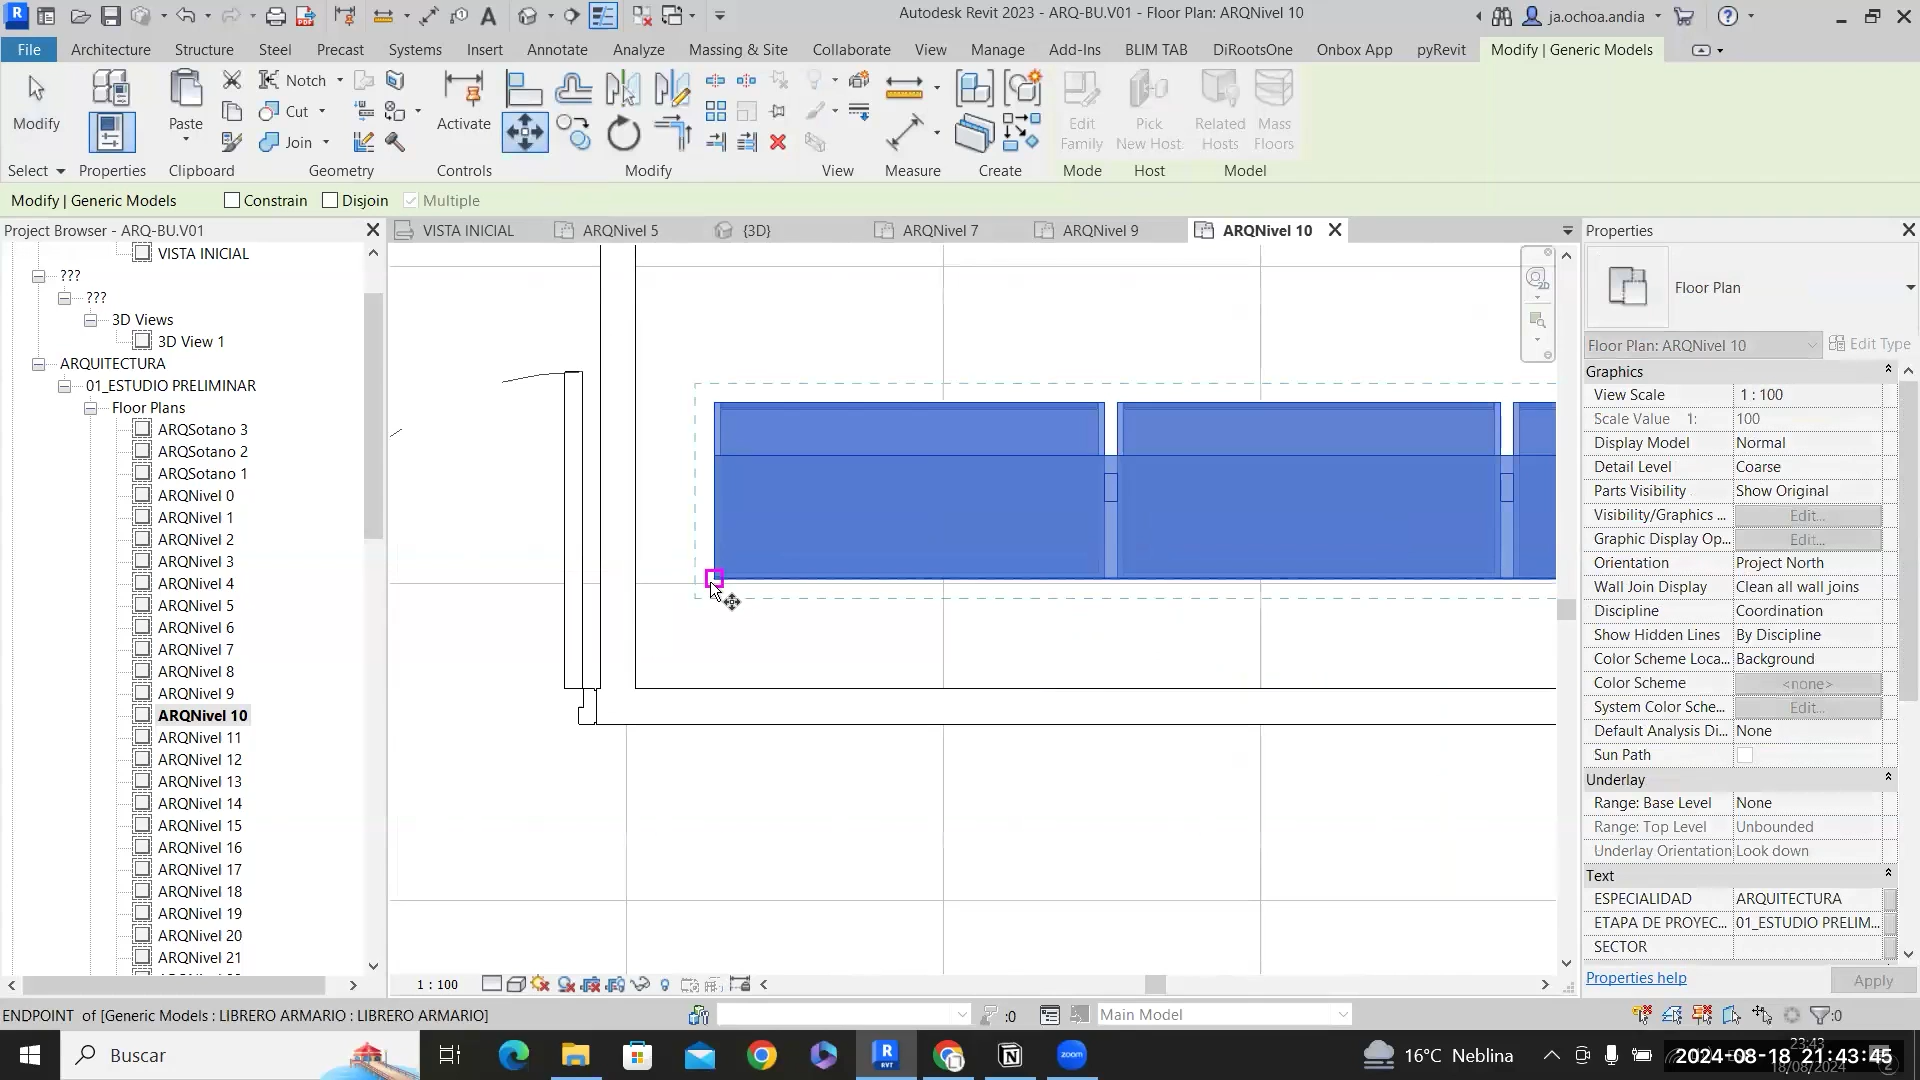 Autodesk Revit 2023 - ARQ-BU.V01 - Floor Plan: ARQNivel 10
ja.ochoa.andia
File
Architecture
Structure
Steel
Precast
Systems
Insert
Annotate
Analyze
Massing & Site
Collaborate
View
Manage
Add-Ins
BLIM TAB
DiRootsOne
Onbox App
pyRevit
Modify | Generic Models
Modify
Paste
Notch
Cut
Join
Activate
Edit
Family
Pick
New Host
Related
Hosts
Mass
Floors
Select
Properties
Clipboard
Geometry
Controls
Modify
View
Measure
Create
Mode
Host
Model
Modify | Generic Models
Constrain
Disjoin
Multiple
Project Browser - ARQ-BU.V01
VISTA INICIAL
???
???
3D Views
3D View 1
ARQUITECTURA
01_ESTUDIO PRELIMINAR
Floor Plans
ARQSotano 3
ARQSotano 2
ARQSotano 1
ARQNivel 0
ARQNivel 1
ARQNivel 2
ARQNivel 3
ARQNivel 4
ARQNivel 5
ARQNivel 6
ARQNivel 7
ARQNivel 8
ARQNivel 9
ARQNivel 10
ARQNivel 11
ARQNivel 12
ARQNivel 13
ARQNivel 14
ARQNivel 15
ARQNivel 16
ARQNivel 17
ARQNivel 18
ARQNivel 19
ARQNivel 20
ARQNivel 21
VISTA INICIAL
ARQNivel 5
{3D}
ARQNivel 7
ARQNivel 9
ARQNivel 10
1 : 100
Properties
Floor Plan
Floor Plan: ARQNivel 10
Edit Type
Graphics
View Scale 1 : 100
Scale Value 1: 100
Display Model Normal
Detail Level Coarse
Parts Visibility Show Original
Visibility/Graphics ... Edit...
Graphic Display Op... Edit...
Orientation Project North
Wall Join Display Clean all wall joins
Discipline Coordination
Show Hidden Lines By Discipline
Color Scheme Loca... Background
Color Scheme <none>
System Color Sche... Edit...
Default Analysis Di... None
Sun Path
Underlay
Range: Base Level None
Range: Top Level Unbounded
Underlay Orientation Look down
Text
ESPECIALIDAD ARQUITECTURA
ETAPA DE PROYEC... 01_ESTUDIO PRELIM...
SECTOR
Properties help
Apply
ENDPOINT of [Generic Models : LIBRERO ARMARIO : LIBRERO ARMARIO]
:0
Main Model
:0
Buscar
zoom
16°C Neblina
23:43
18/08/2024
2024-08-18 21:43:45